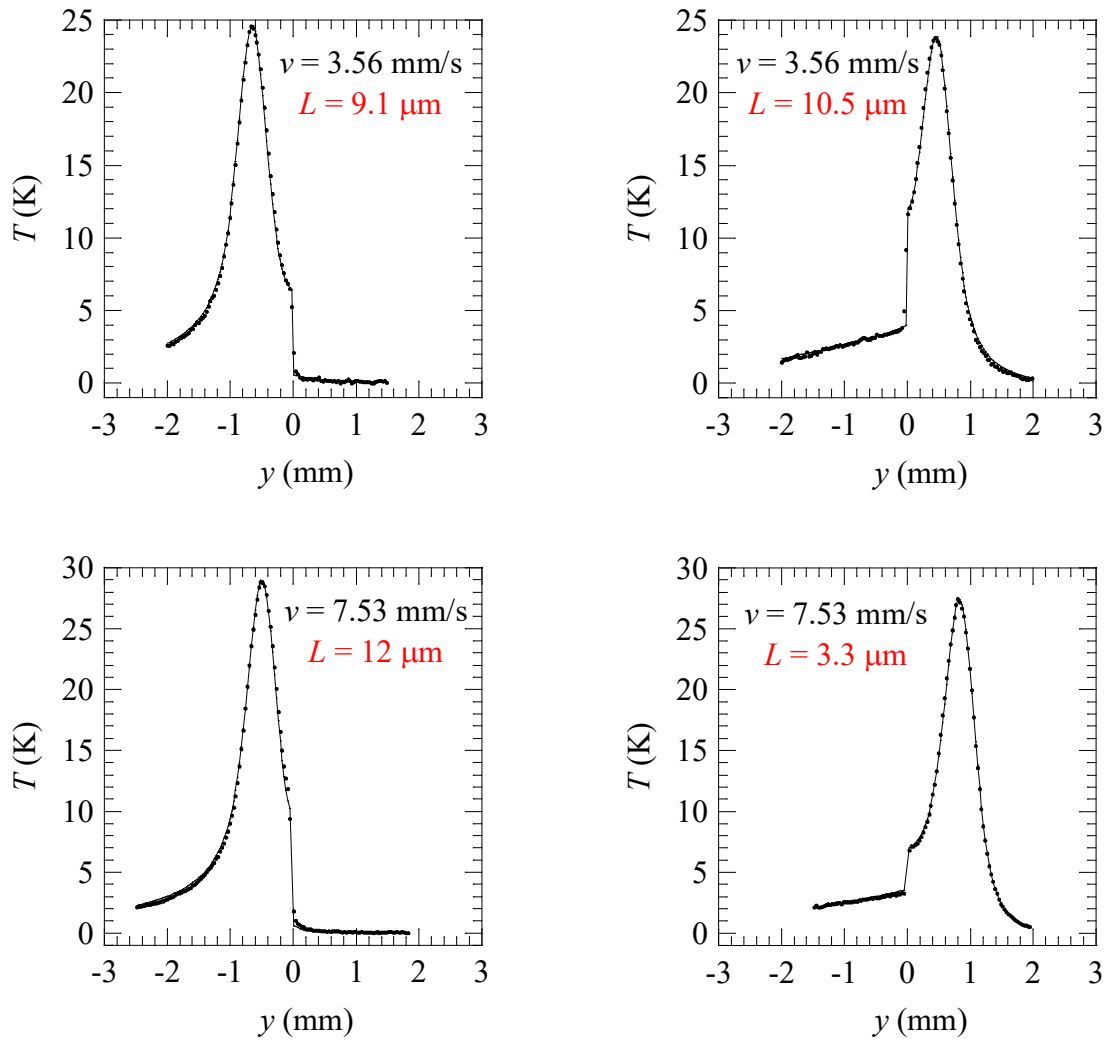 25
20
15
10
5
0
T (K)
v = 3.56 mm/s
L = 9.1 μm
-3 -2 -1 0 1 2 3
y (mm)
25
20
15
10
5
0
T (K)
v = 3.56 mm/s
L = 10.5 μm
-3 -2 -1 0 1 2 3
y (mm)
30
25
20
15
10
5
0
T (K)
v = 7.53 mm/s
L = 12 μm
-3 -2 -1 0 1 2 3
y (mm)
30
25
20
15
10
5
0
T (K)
v = 7.53 mm/s
L = 3.3 μm
-3 -2 -1 0 1 2 3
y (mm)